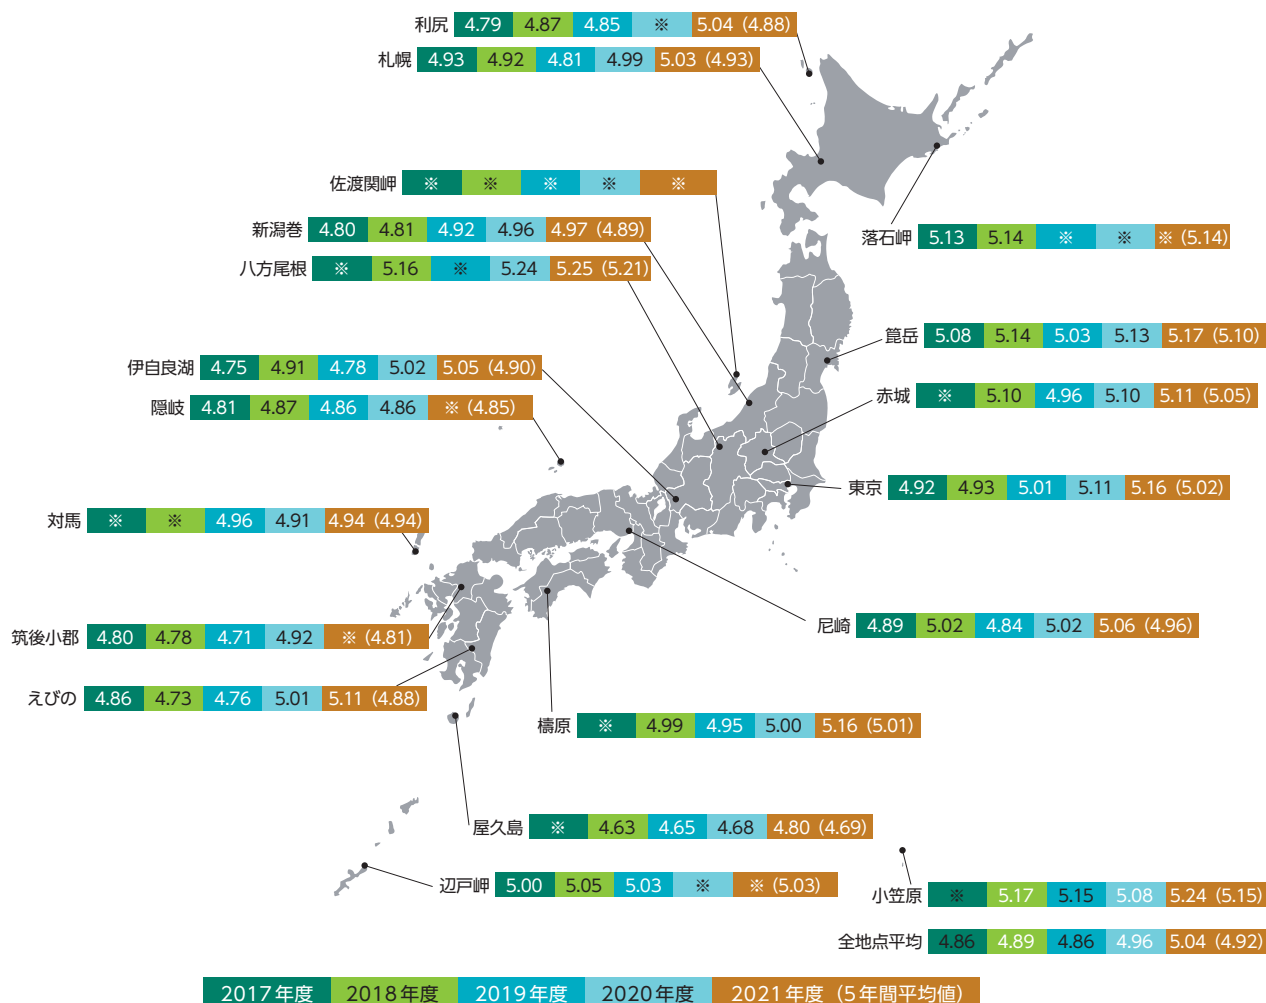 利尻 4.79 4.87 4.85 ※ 5.04 (4.88)
札幌 4.93 4.92 4.81 4.99 5.03 (4.93)
佐渡関岬 ※ ※ ※ ※ ※
新潟巻 4.80 4.81 4.92 4.96 4.97 (4.89)
落石岬 5.13 5.14 ※ ※ ※ (5.14)
八方尾根 ※ 5.16 ※ 5.24 5.25 (5.21)
箟岳 5.08 5.14 5.03 5.13 5.17 (5.10)
伊自良湖 4.75 4.91 4.78 5.02 5.05 (4.90)
赤城 ※ 5.10 4.96 5.10 5.11 (5.05)
隠岐 4.81 4.87 4.86 4.86 ※ (4.85)
東京 4.92 4.93 5.01 5.11 5.16 (5.02)
対馬 ※ ※ 4.96 4.91 4.94 (4.94)
尼崎 4.89 5.02 4.84 5.02 5.06 (4.96)
筑後小郡 4.80 4.78 4.71 4.92 ※ (4.81)
えびの 4.86 4.73 4.76 5.01 5.11 (4.88)
檮原 ※ 4.99 4.95 5.00 5.16 (5.01)
屋久島 ※ 4.63 4.65 4.68 4.80 (4.69)
辺戸岬 5.00 5.05 5.03 ※ ※ (5.03)
小笠原 ※ 5.17 5.15 5.08 5.24 (5.15)
全地点平均 4.86 4.89 4.86 4.96 5.04 (4.92)
2017年度 2018年度 2019年度 2020年度 2021年度 (5年間平均値)